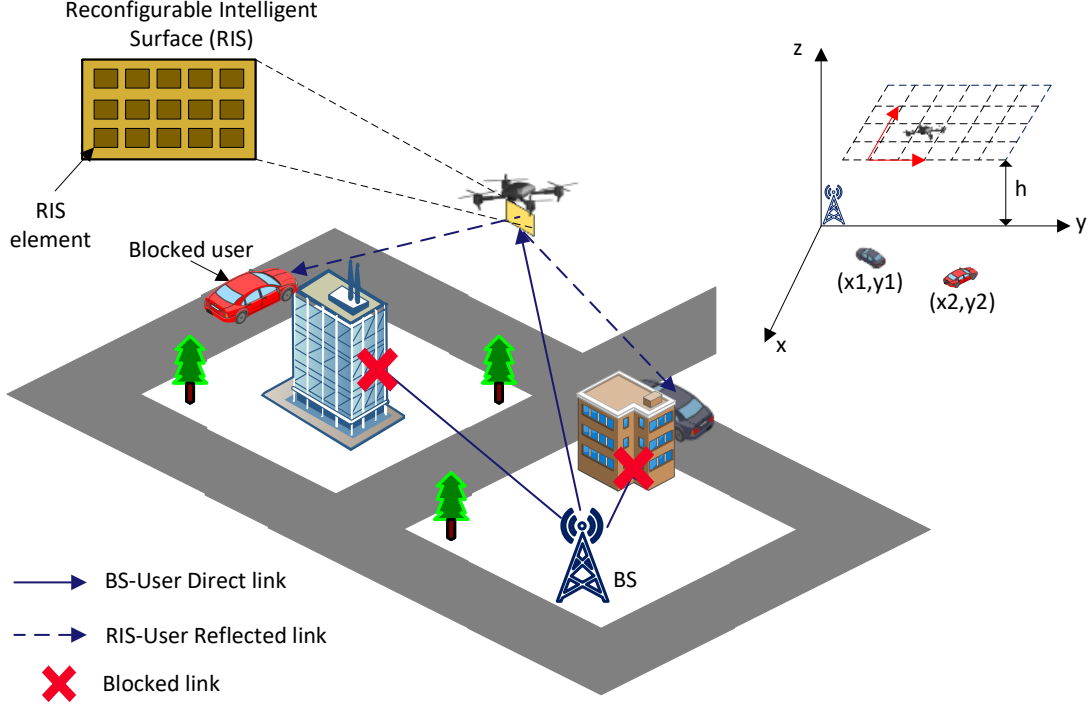 Reconfigurable Intelligent
Surface (RIS)
RIS
element
Blocked user
BS
z
h
y
(x1,y1)
(x2,y2)
x
BS-User Direct link
RIS-User Reflected link
Blocked link